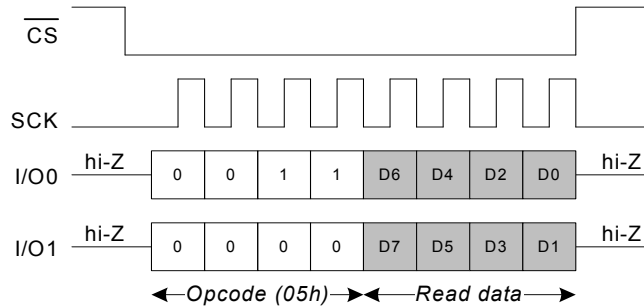 CS
SCK
hi-Z hi-Z
I/O0 0 0 1 1 D6 D4 D2 D0
hi-Z hi-Z
I/O1 0 0 0 0 D7 D5 D3 D1
Opcode (05h) Read data